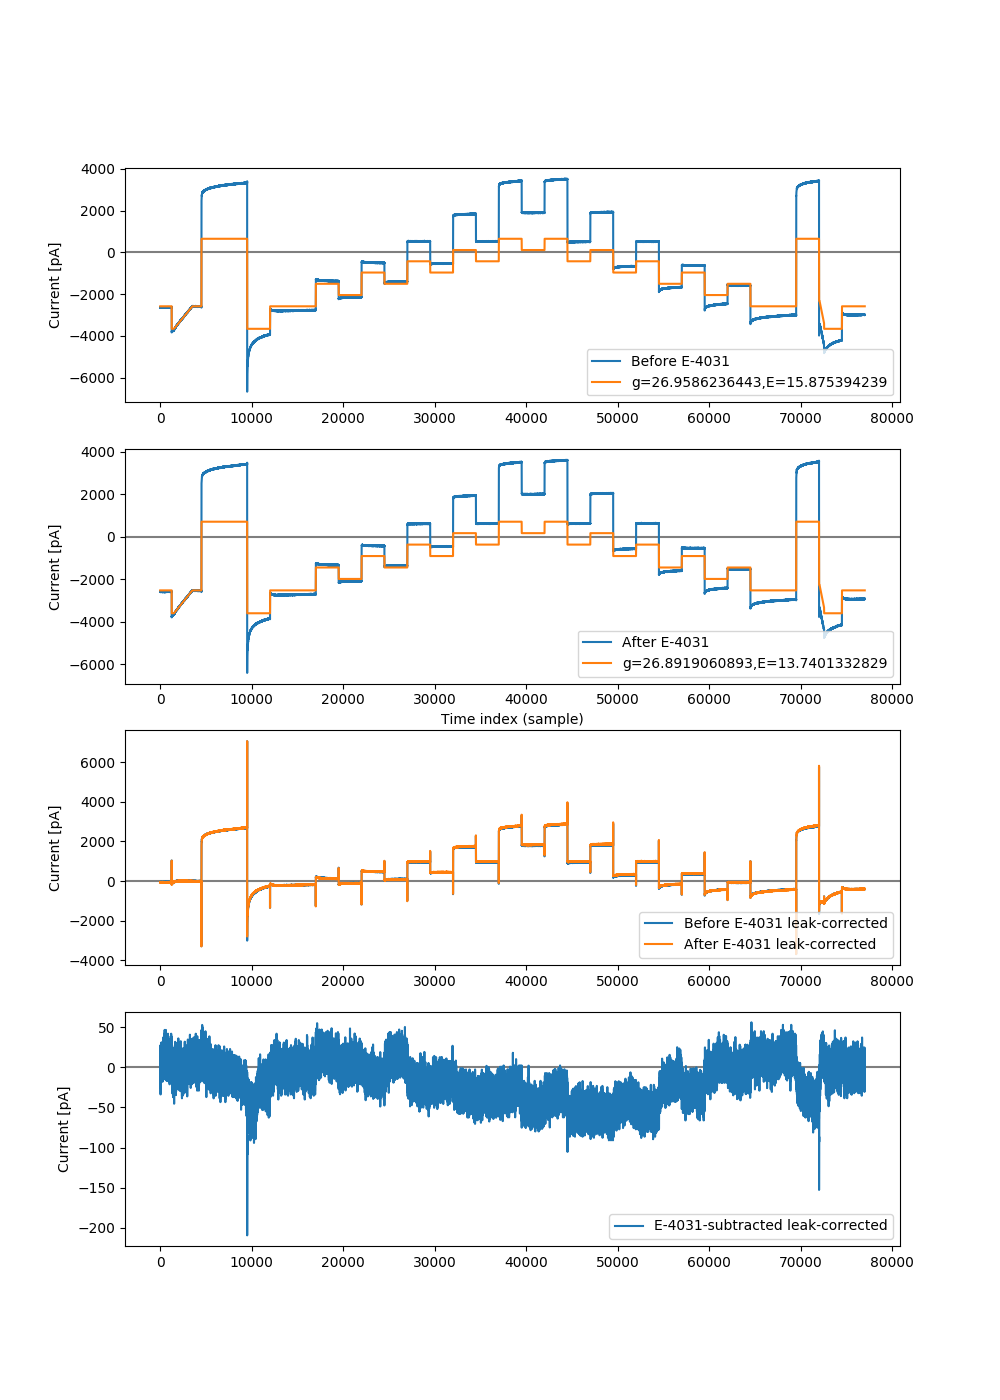 4000
2000
0
−2000
−4000
−6000
Current [pA]
Before E-4031
g=26.9586236443,E=15.875394239
0 10000 20000 30000 40000 50000 60000 70000 80000
4000
2000
0
−2000
−4000
−6000
Current [pA]
After E-4031
g=26.8919060893,E=13.7401332829
0 10000 20000 30000 40000 50000 60000 70000 80000
Time index (sample)
6000
4000
2000
0
−2000
−4000
Current [pA]
Before E-4031 leak-corrected
After E-4031 leak-corrected
0 10000 20000 30000 40000 50000 60000 70000 80000
50
0
−50
−100
−150
−200
Current [pA]
E-4031-subtracted leak-corrected
0 10000 20000 30000 40000 50000 60000 70000 80000